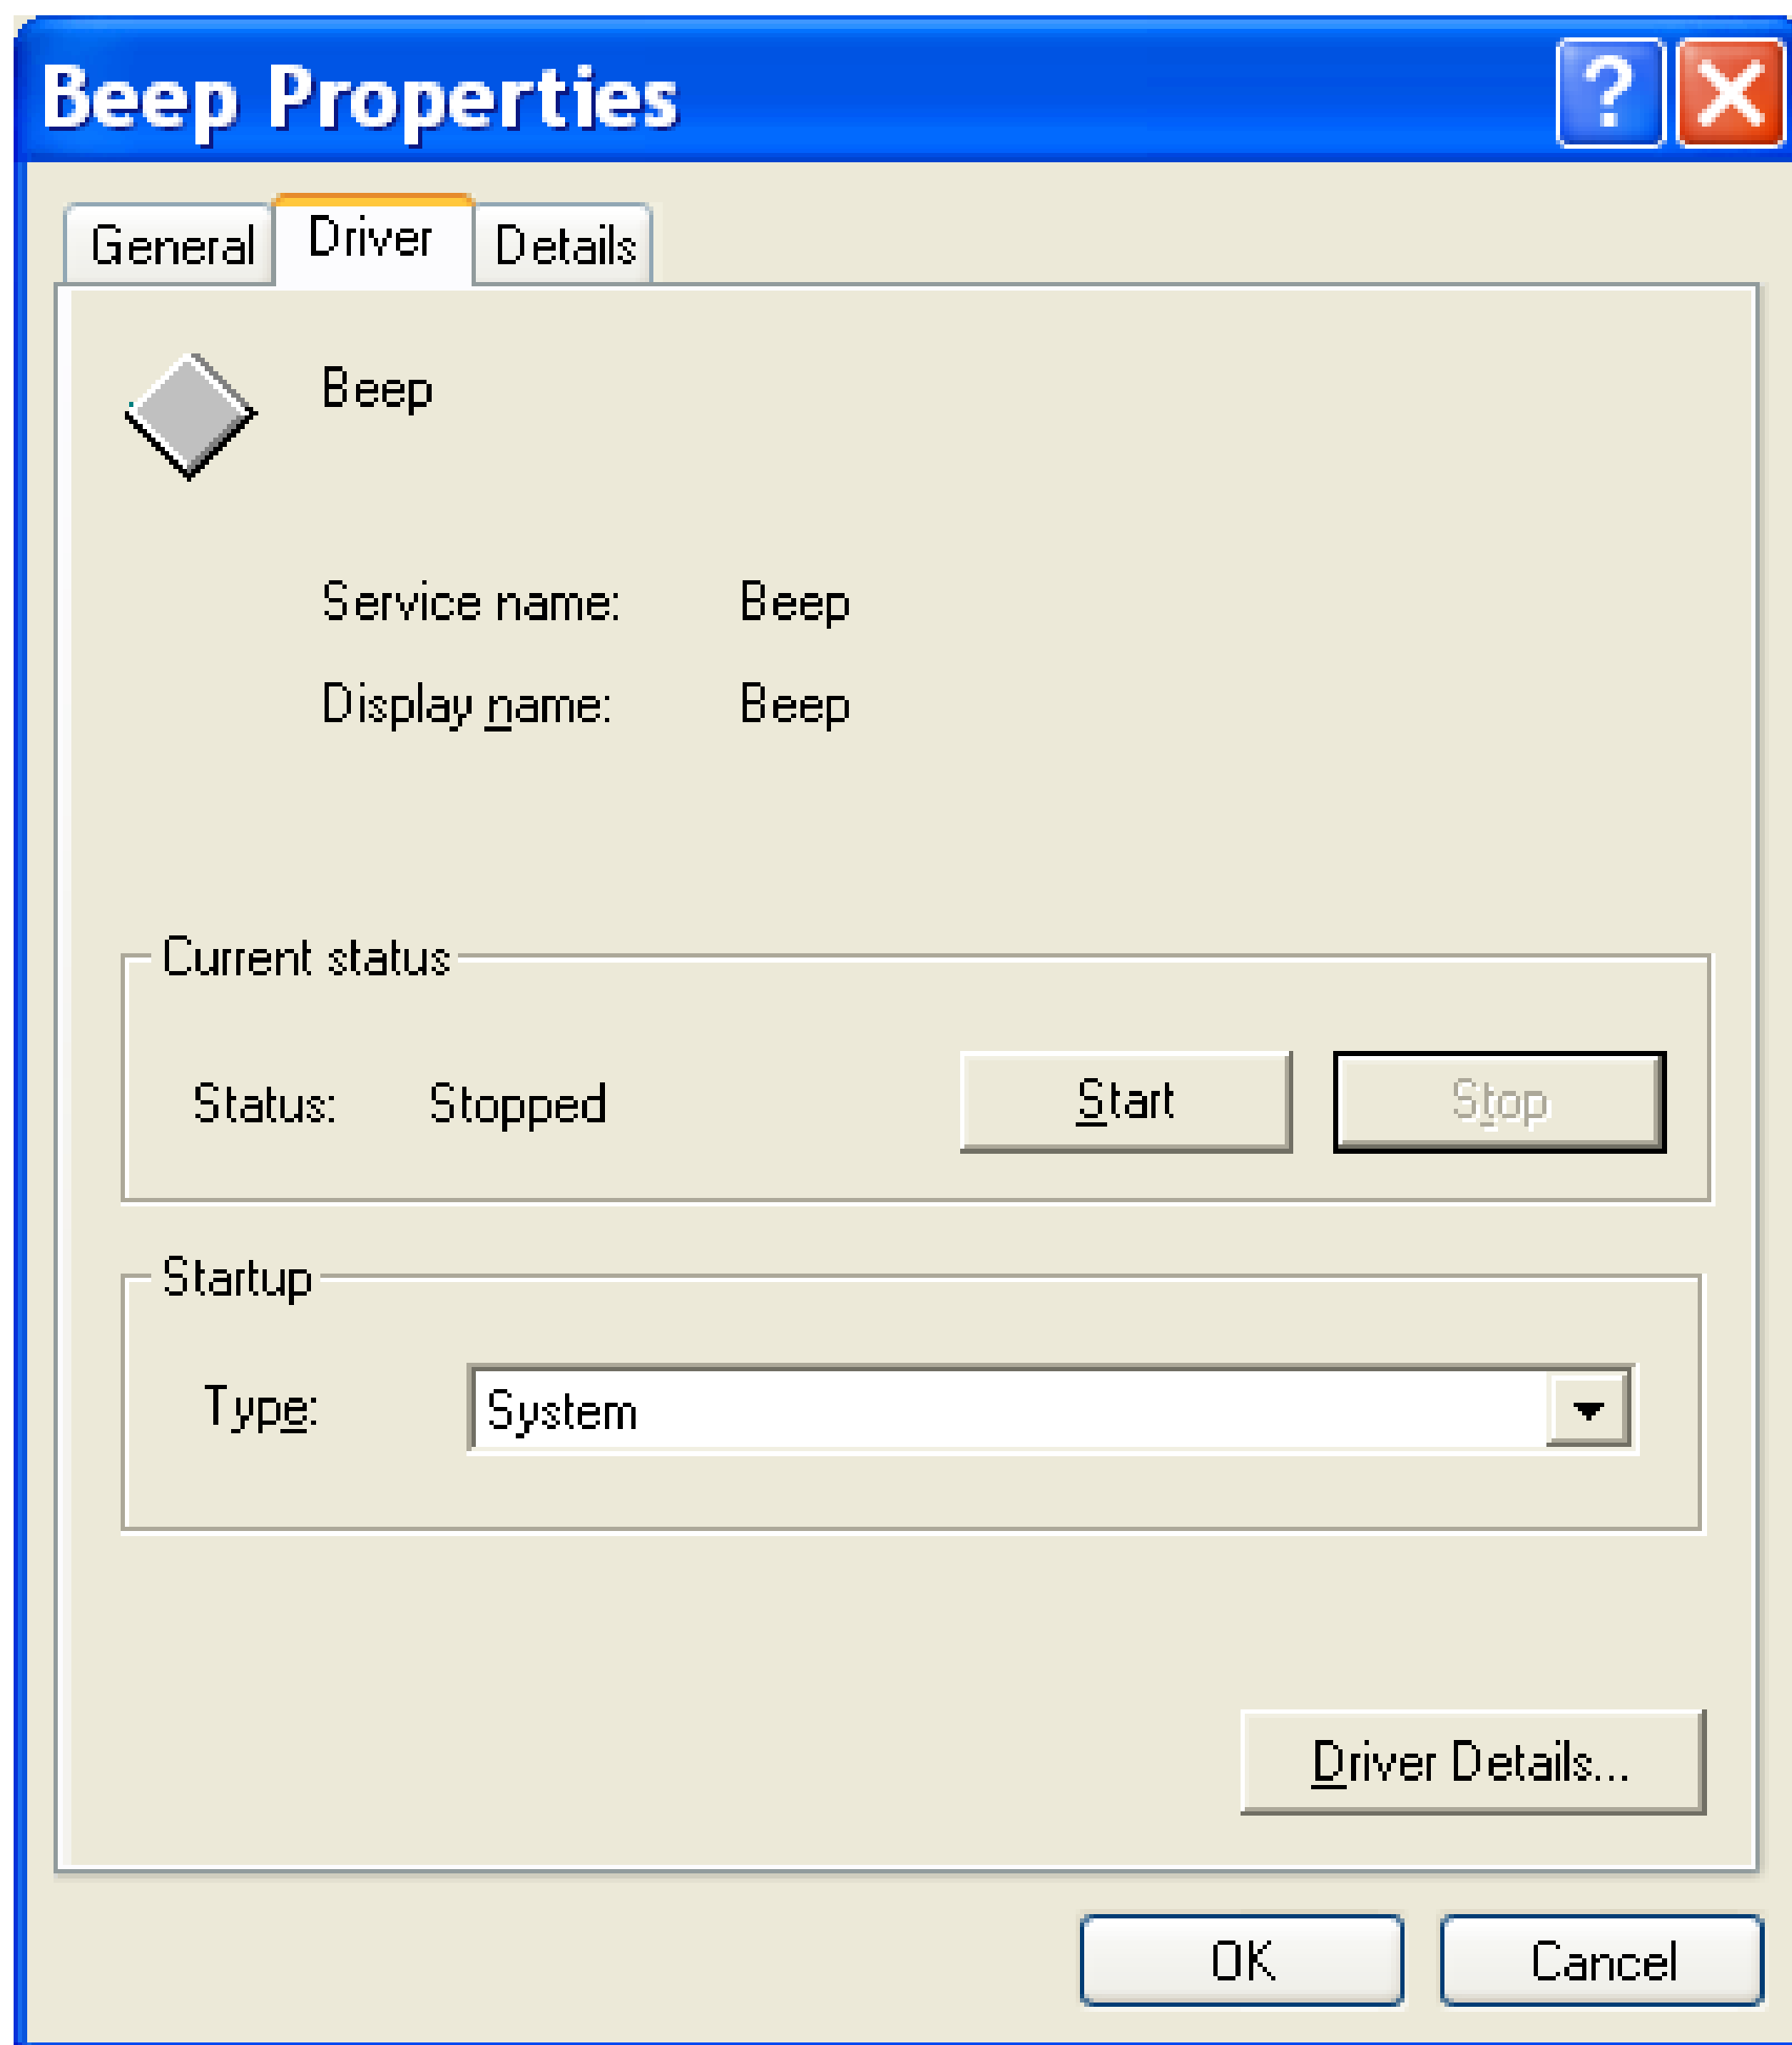 Beep Properties
General Driver Details
Beep
Service name: Beep
Display name: Beep
Current status
Status: Stopped Start Stop
Startup
Type: System
Driver Details...
OK Cancel